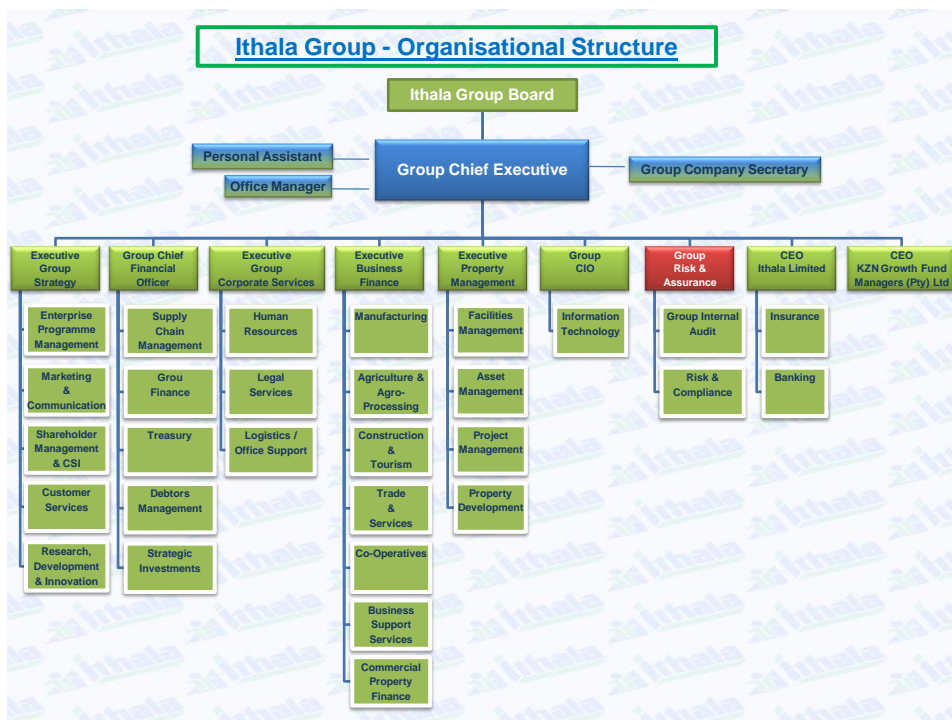 Ithala Group - Organisational Structure
Ithala Group Board
Personal Assistant
Office Manager
Group Chief Executive
Group Company Secretary
Executive
Group
Strategy
Enterprise
Programme
Management
Marketing
&
Communication
Shareholder
Management
& CSI
Customer
Services
Research,
Development
& Innovation
Group Chief
Financial
Officer
Supply
Chain
Management
Grou
Finance
Treasury
Debtors
Management
Strategic
Investments
Executive
Group
Corporate Services
Human
Resources
Legal
Services
Logistics /
Office Support
Executive
Business
Finance
Manufacturing
Agriculture &
Agro-
Processing
Construction
&
Tourism
Trade
&
Services
Co-Operatives
Business
Support
Services
Commercial
Property
Finance
Executive
Property
Management
Facilities
Management
Asset
Management
Project
Management
Property
Development
Group
CIO
Information
Technology
Group
Risk &
Assurance
Group Internal
Audit
Risk &
Compliance
CEO
Ithala Limited
Insurance
Banking
CEO
KZN Growth Fund
Managers (Pty) Ltd